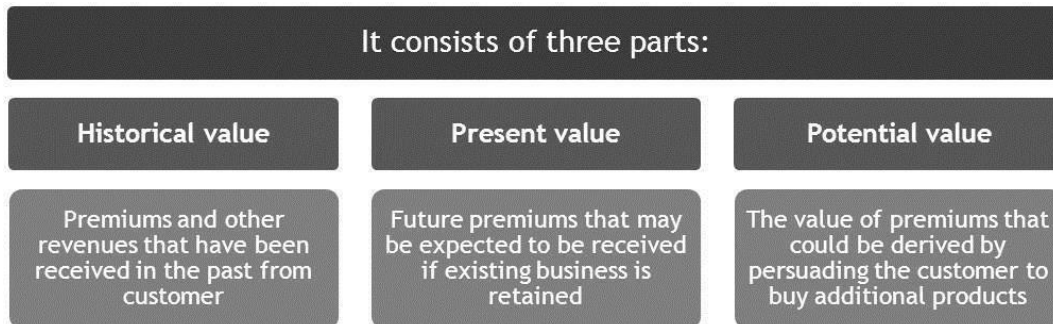 It consists of three parts:
Historical value
Present value
Potential value
Premiums and other
revenues that have been
received in the past from
customer
Future premiums that may
be expected to be received
if existing business is
retained
The value of premiums that
could be derived by
persuading the customer to
buy additional products